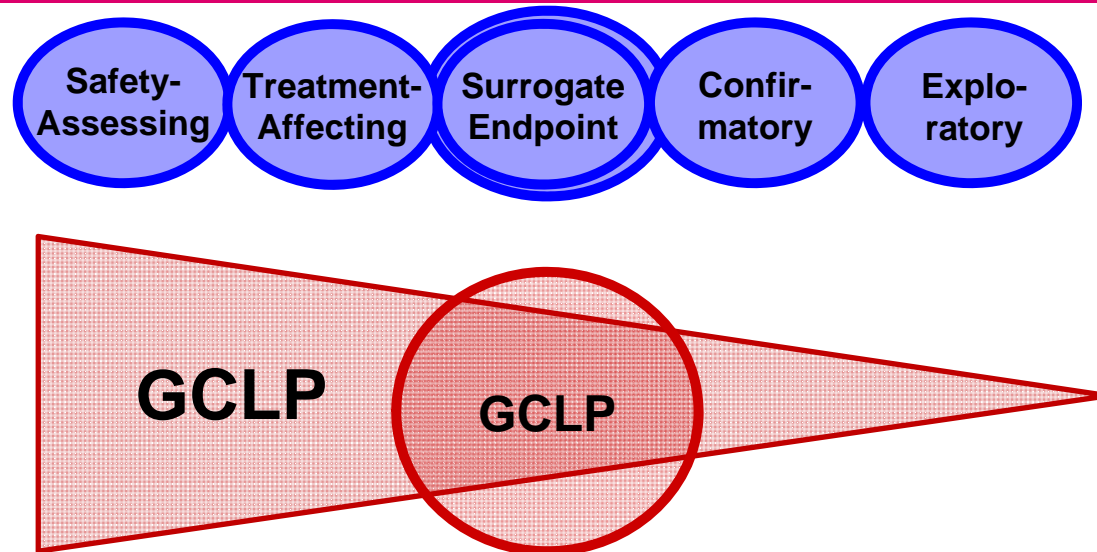 Safety-
Assessing
Treatment-
Affecting
Surrogate
Endpoint
Confir-
matory
Explo-
ratory
GCLP
GCLP